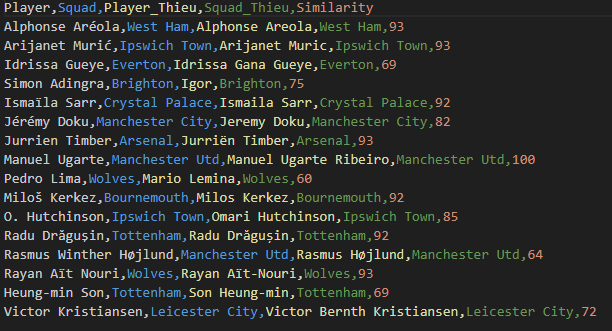 Player,Squad,Player_Thieu,Squad_Thieu,Similarity
Alphonse Aréola,West Ham,Alphonse Areola,West Ham,93
Arijanet Murić,Ipswich Town,Arijanet Muric,Ipswich Town,93
Idrissa Gueye,Everton,Idrissa Gana Gueye,Everton,69
Simon Adingra,Brighton,Igor,Brighton,75
Ismaïla Sarr,Crystal Palace,Ismaila Sarr,Crystal Palace,92
Jérémy Doku,Manchester City,Jeremy Doku,Manchester City,82
Jurrien Timber,Arsenal,Jurriën Timber,Arsenal,93
Manuel Ugarte,Manchester Utd,Manuel Ugarte Ribeiro,Manchester Utd,100
Pedro Lima,Wolves,Mario Lemina,Wolves,60
Miloš Kerkez,Bournemouth,Milos Kerkez,Bournemouth,92
O. Hutchinson,Ipswich Town,Omari Hutchinson,Ipswich Town,85
Radu Drăgușin,Tottenham,Radu Drăguşin,Tottenham,92
Rasmus Winther Højlund,Manchester Utd,Rasmus Højlund,Manchester Utd,64
Rayan Aït Nouri,Wolves,Rayan Aït-Nouri,Wolves,93
Heung-min Son,Tottenham,Son Heung-min,Tottenham,69
Victor Kristiansen,Leicester City,Victor Bernth Kristiansen,Leicester City,72